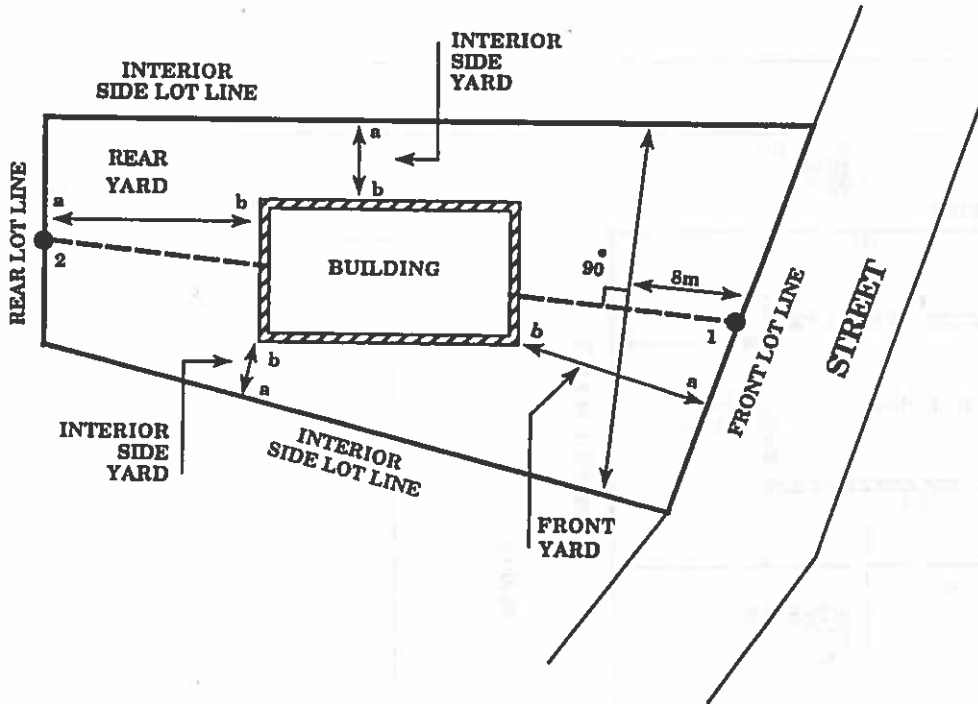 INTERIOR
SIDE
YARD
INTERIOR
SIDE LOT LINE
a
REAR
YARD
b
REAR LOT LINE
a
b
2
BUILDING
90°
8m
1
b
a
FRONT LOT LINE
STREET
b
a
INTERIOR
SIDE
YARD
INTERIOR
SIDE LOT LINE
FRONT
YARD